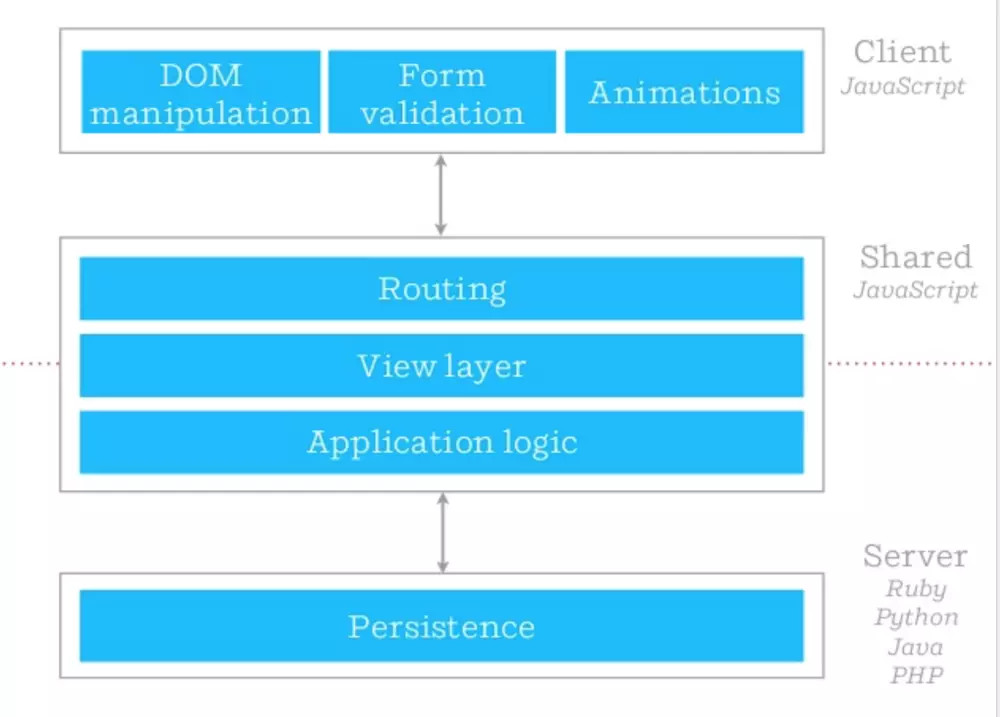 DOM
manipulation
Form
validation
Animations
Client
JavaScript
Routing
View layer
Application logic
Shared
JavaScript
Persistence
Server
Ruby
Python
Java
PHP